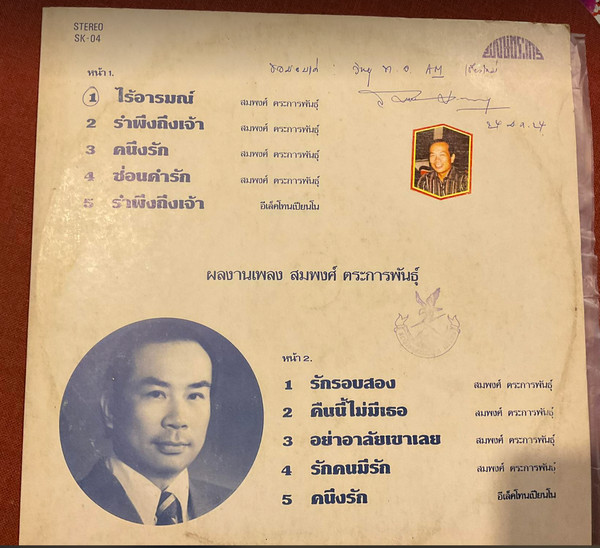 STEREO
SK-04
หน้า 1.
1 ไร้อารมณ์ สมพงศ์ ตระการพันธุ์
2 รำพึงถึงเจ้า สมพงศ์ ตระการพันธุ์
3 คนึงรัก สมพงศ์ ตระการพันธุ์
4 ซ่อนคำรัก สมพงศ์ ตระการพันธุ์
5 รำพึงถึงเจ้า อีเล็คโทนเปียนโน
ผลงานเพลง สมพงศ์ ตระการพันธุ์
หน้า 2.
1 รักรอบสอง สมพงศ์ ตระการพันธุ์
2 คืนนี้ไม่มีเธอ สมพงศ์ ตระการพันธุ์
3 อย่าอาลัยเขาเลย สมพงศ์ ตระการพันธุ์
4 รักคนมีรัก สมพงศ์ ตระการพันธุ์
5 คนึงรัก อีเล็คโทนเปียนโน